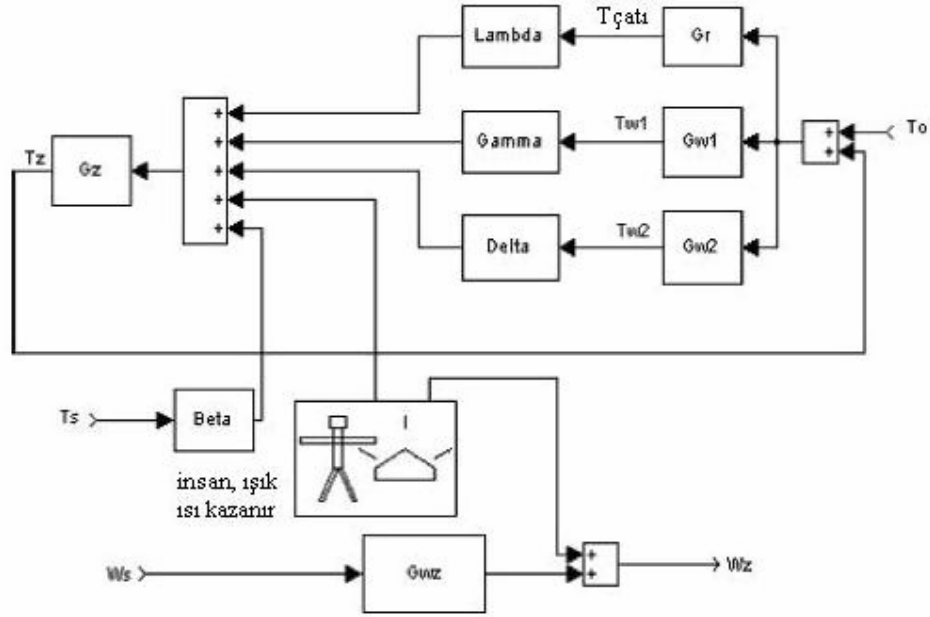 Lambda
Tçatı
Gr
Gamma
Tw1
Gw1
To
Tz
Gz
Delta
Tw2
Gw2
+
+
+
+
+
+
+
Ts
Beta
I
insan, ışık
ısı kazanır
Ws
Gwz
+
+
Wz